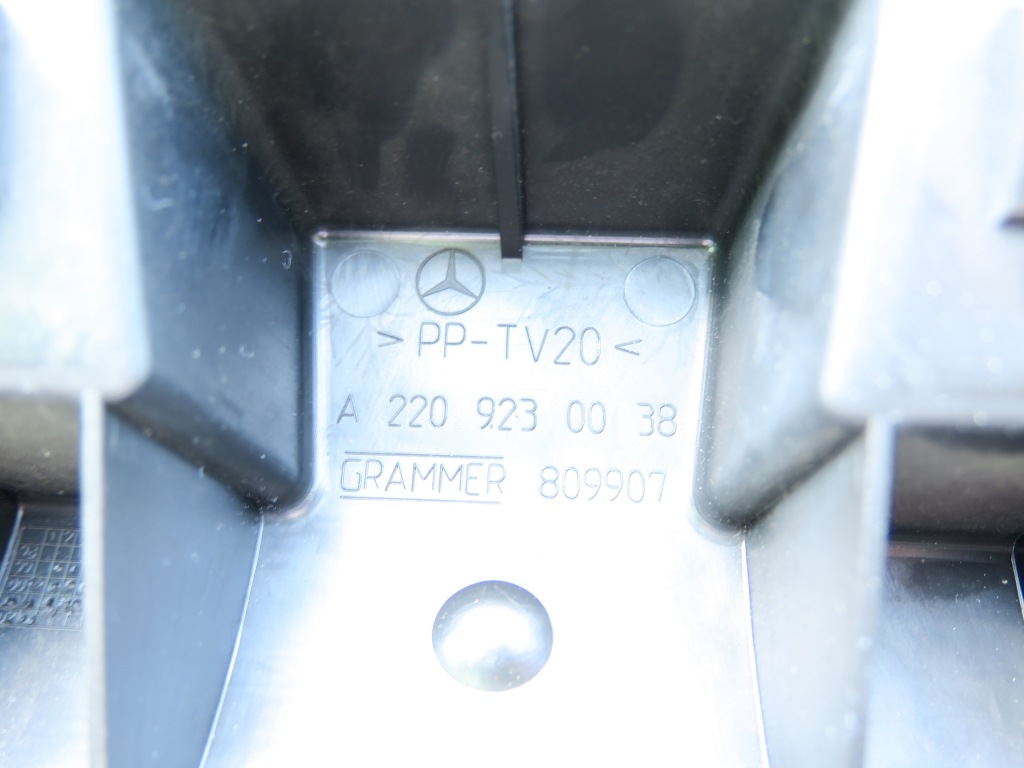 > PP-TV20 <
A 220 923 00 38
GRAMMER 809907